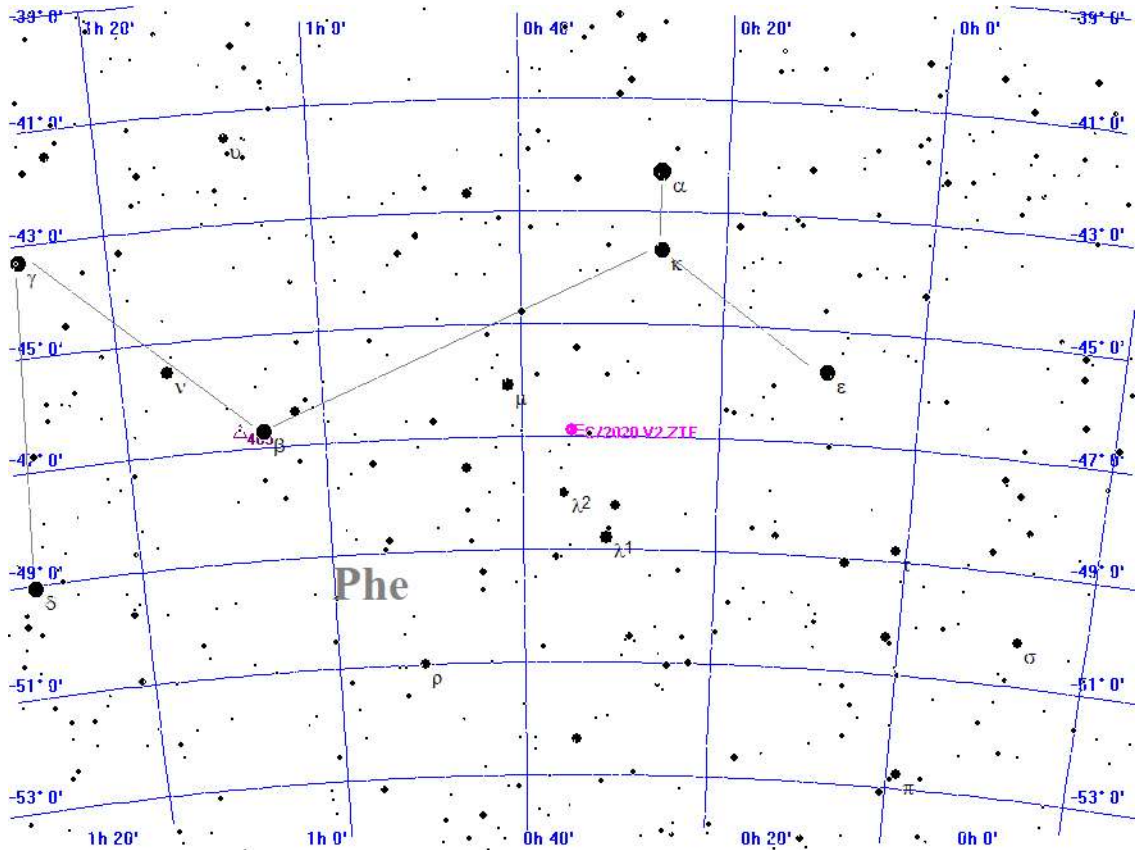 -39° 0' 1h 20' 1h 0' 0h 40' 0h 20' 0h 0' -39° 0'
-41° 0' -41° 0'
υ
α
-43° 0' -43° 0'
κ
γ
-45° 0' -45° 0'
ν ε
μ
C/2020 V2 ZTF
β
-47° 0' -47° 0'
λ2
λ1
-49° 0' ι -49° 0'
Phe
δ
σ
ρ
-51° 0' -51° 0'
π
-53° 0' -53° 0'
1h 20' 1h 0' 0h 40' 0h 20' 0h 0'